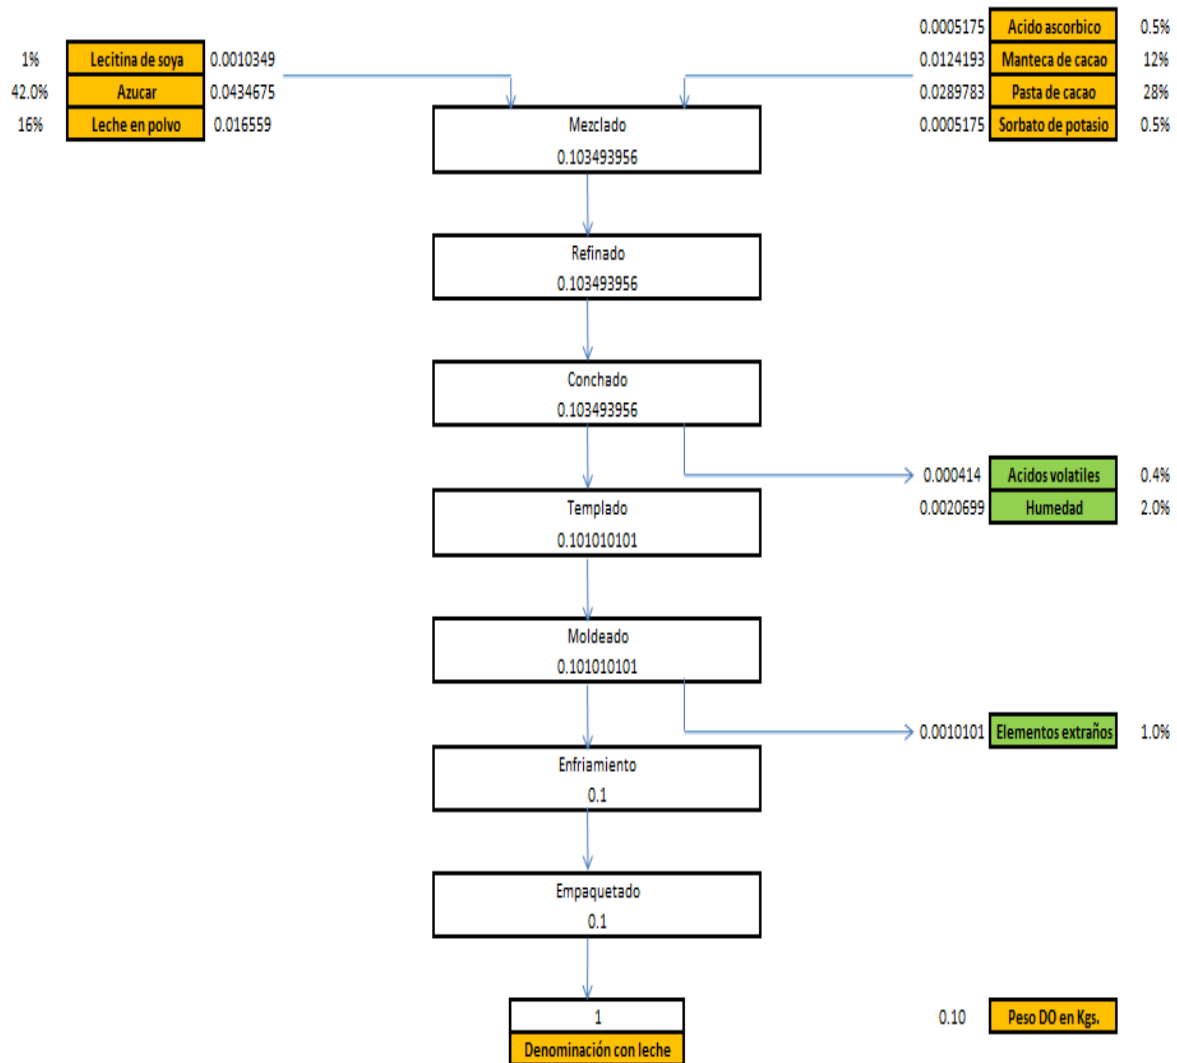 0.0005175 Acido ascorbico 0.5%
1% Lecitina de soya 0.0010349
0.0124193 Manteca de cacao 12%
42.0% Azucar 0.0434675
0.0289783 Pasta de cacao 28%
16% Leche en polvo 0.016559
0.0005175 Sorbato de potasio 0.5%
Mezclado
0.103493956
Refinado
0.103493956
Conchado
0.103493956
0.000414 Acidos volatiles 0.4%
0.0020699 Humedad 2.0%
Templado
0.101010101
Moldeado
0.101010101
0.0010101 Elementos extraños 1.0%
Enfriamiento
0.1
Empaquetado
0.1
1
0.10 Peso DO en Kgs.
Denominación con leche